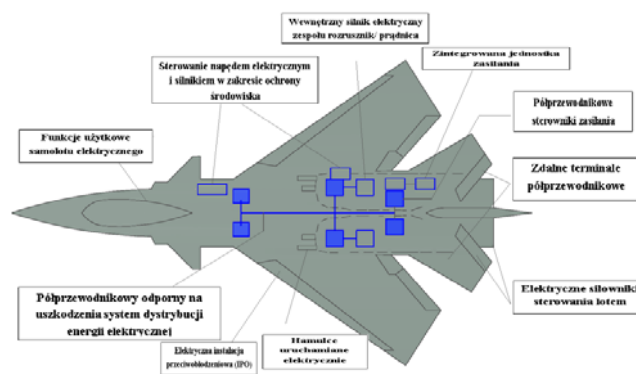 Wewnętrzny silnik elektryczny
zespołu rozrusznik/ prądnica
Zintegrowana jednostka
zasilania
Sterowanie napędem elektrycznym
i silnikiem w zakresie ochrony
środowiska
Półprzewodnikowe
sterowniki zasilania
Funkcje użytkowe
samolotu elektrycznego
Zdalne terminale
półprzewodnikowe
Półprzewodnikowy odporny na
uszkodzenia system dystrybucji
energii elektrycznej
Elektryczne siłowniki
sterowania lotem
Elektryczna instalacja
przeciwoblodzeniowa (IPO)
Hamulce
uruchamiane
elektrycznie